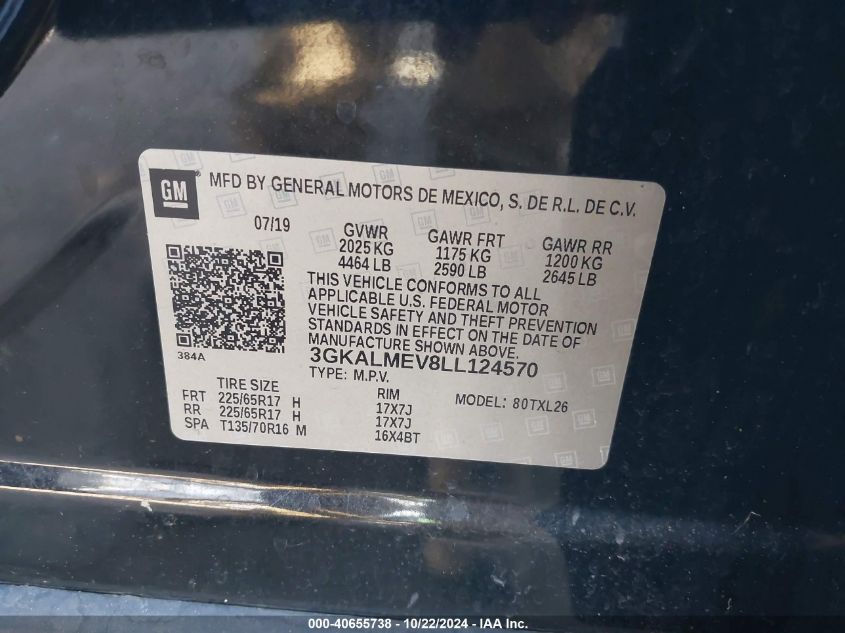 GM
MFD BY GENERAL MOTORS DE MEXICO, S. DE R.L. DE C.V.
07/19
GVWR GAWR FRT GAWR RR
2025 KG 1175 KG 1200 KG
4464 LB 2590 LB 2645 LB
THIS VEHICLE CONFORMS TO ALL
APPLICABLE U.S. FEDERAL MOTOR
VEHICLE SAFETY AND THEFT PREVENTION
STANDARDS IN EFFECT ON THE DATE OF
MANUFACTURE SHOWN ABOVE.
384A
3GKALMEV8LL124570
TYPE: M.P.V.
TIRE SIZE RIM MODEL: 80TXL26
FRT 225/65R17 H 17X7J
RR 225/65R17 H 17X7J
SPA T135/70R16 M 16X4BT
000-40655738 - 10/22/2024 - COPYRIGHT IAA, LLC.